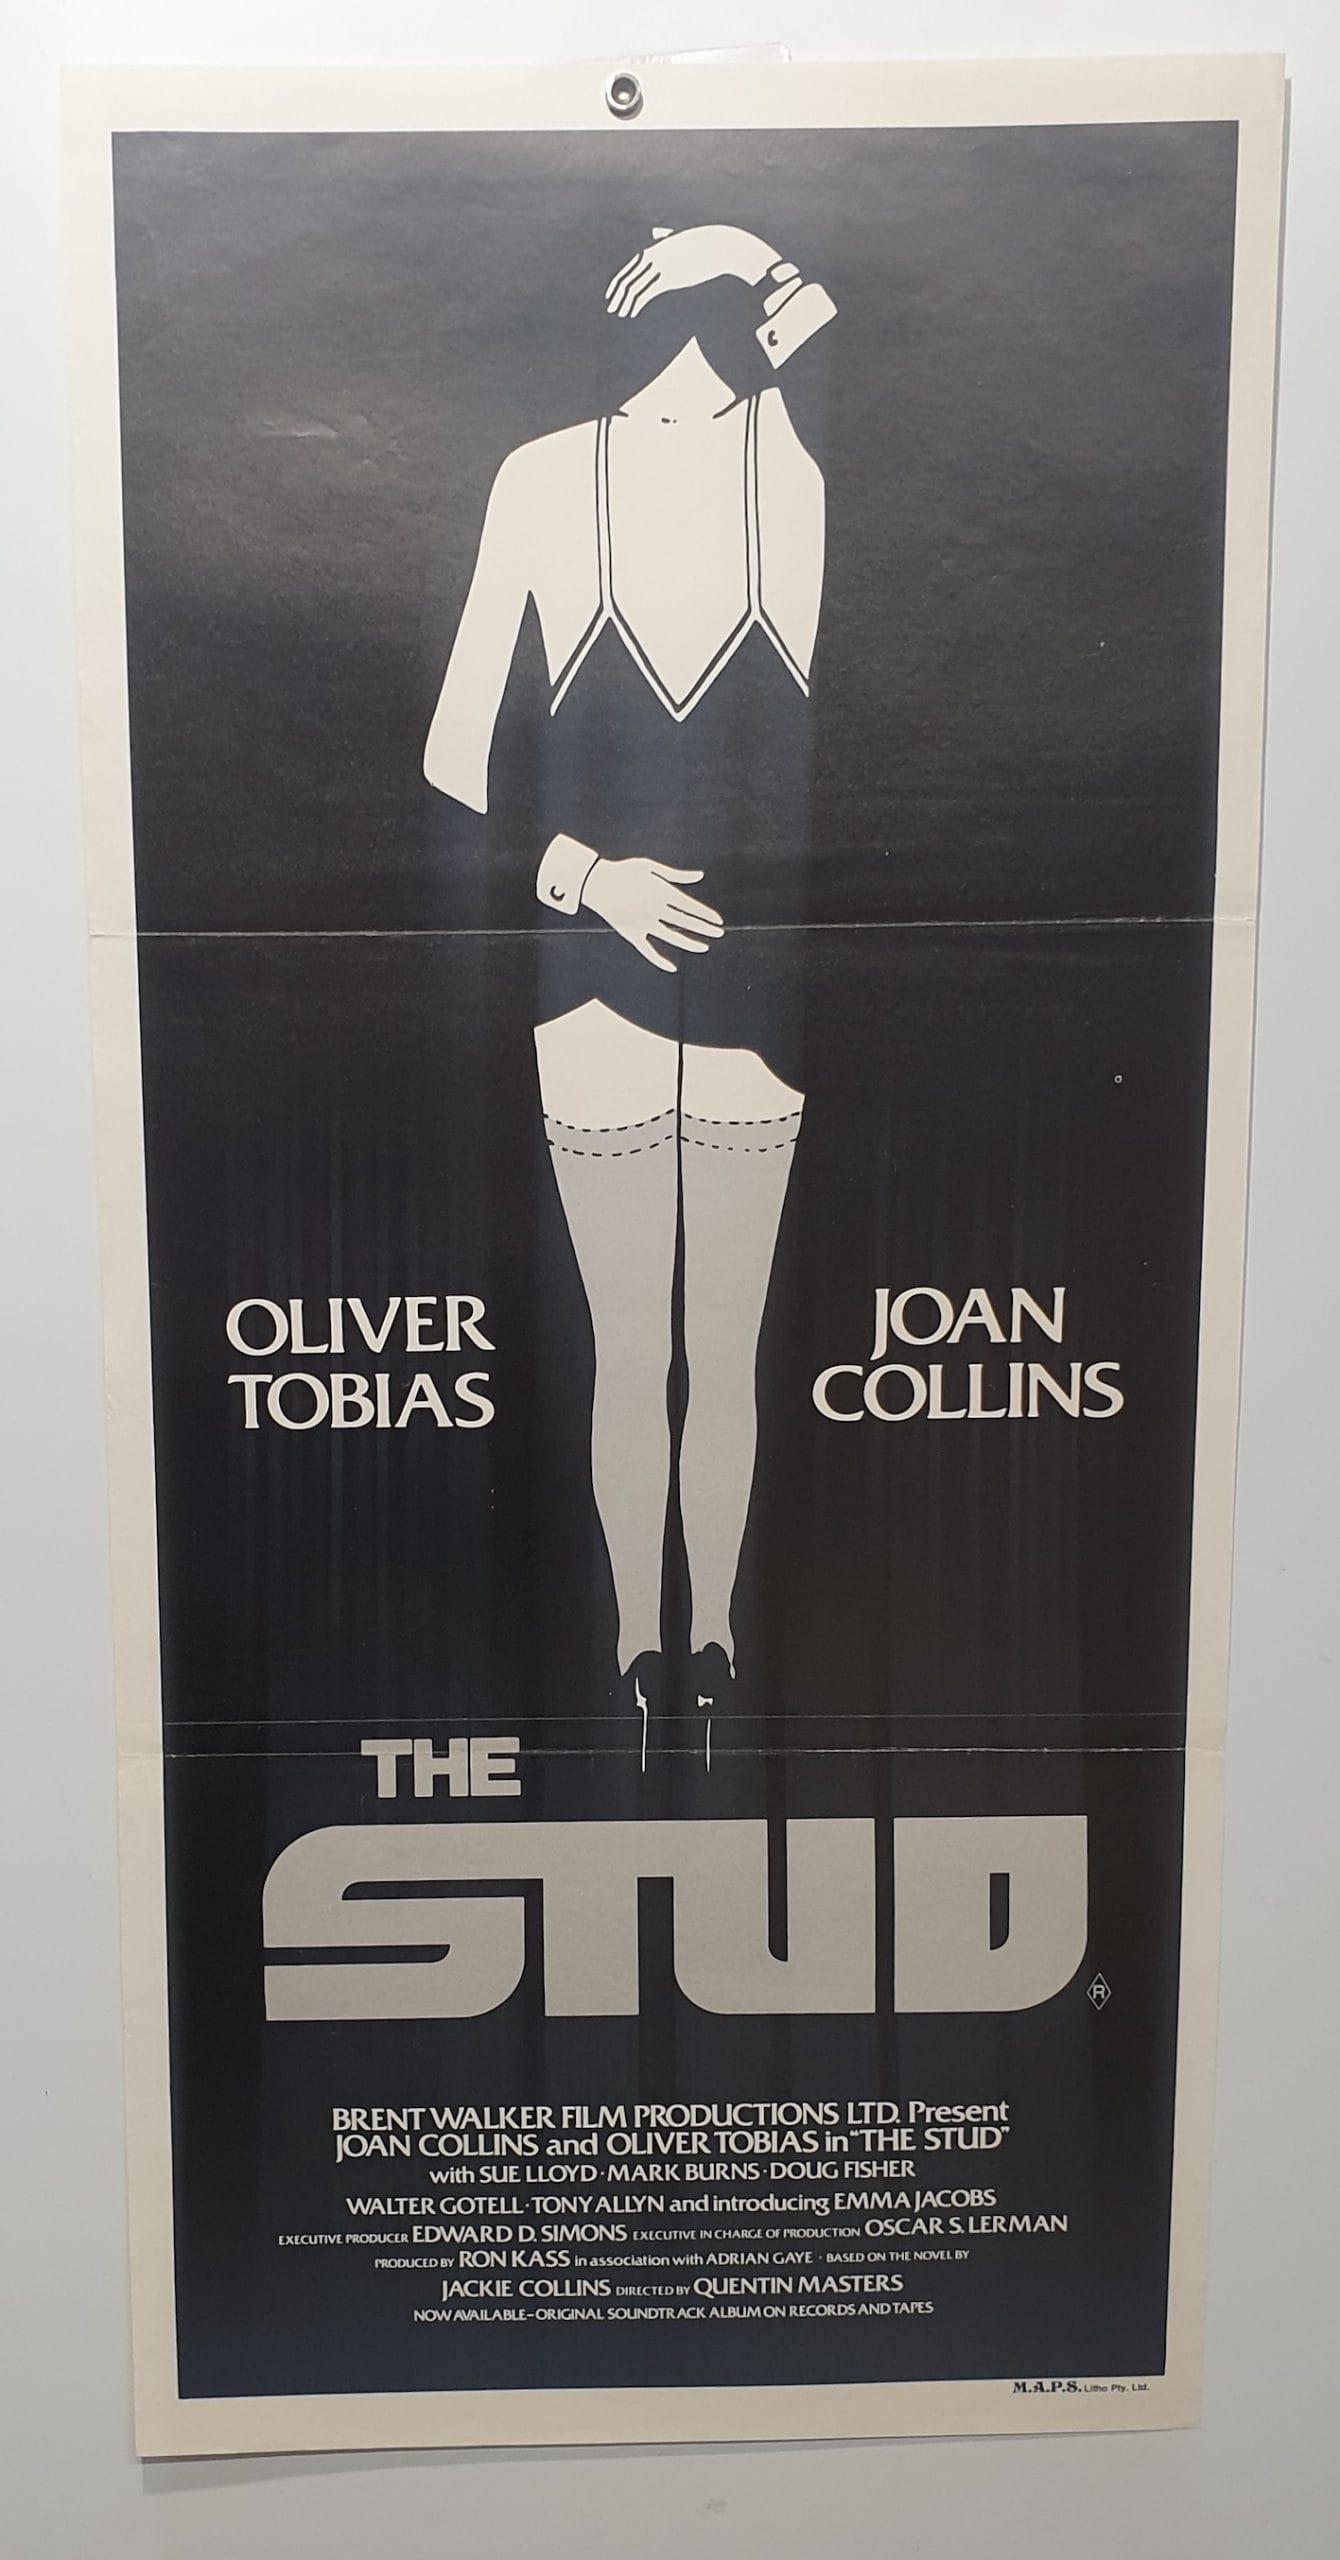 OLIVER
TOBIAS
JOAN
COLLINS
THE
STUD
R
BRENT WALKER FILM PRODUCTIONS LTD. Present
JOAN COLLINS and OLIVER TOBIAS in "THE STUD"
with SUE LLOYD · MARK BURNS · DOUG FISHER
WALTER GOTELL · TONY ALLYN and introducing EMMA JACOBS
EXECUTIVE PRODUCER EDWARD D. SIMONS EXECUTIVE IN CHARGE OF PRODUCTION OSCAR S. LERMAN
PRODUCED BY RON KASS in association with ADRIAN GAYE · BASED ON THE NOVEL BY
JACKIE COLLINS DIRECTED BY QUENTIN MASTERS
NOW AVAILABLE-ORIGINAL SOUNDTRACK ALBUM ON RECORDS AND TAPES
M.A.P.S. Litho Pty. Ltd.